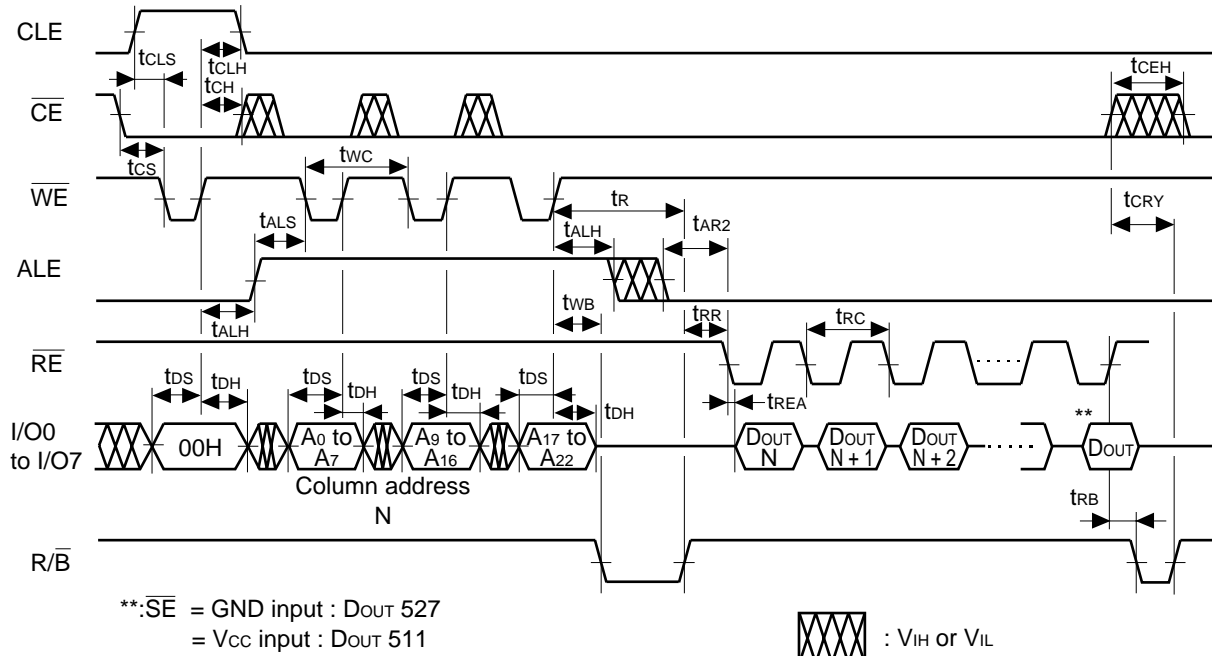 CLE
tCLS
tCLH
tCH
tCEH
CE
tCS
tWC
WE
tR
tCRY
tALS
tALH
tAR2
ALE
tALH
tWB
tRR
tRC
RE
tDS
tDH
tDS
tDH
tDS
tDH
tDS
tDH
tREA
**
I/O0
to I/O7
00H
A0 to
A7
A9 to
A16
A17 to
A22
DOUT
N
DOUT
N + 1
DOUT
N + 2
DOUT
Column address
N
tRB
R/B
**:SE = GND input : DOUT 527
= VCC input : DOUT 511
: VIH or VIL